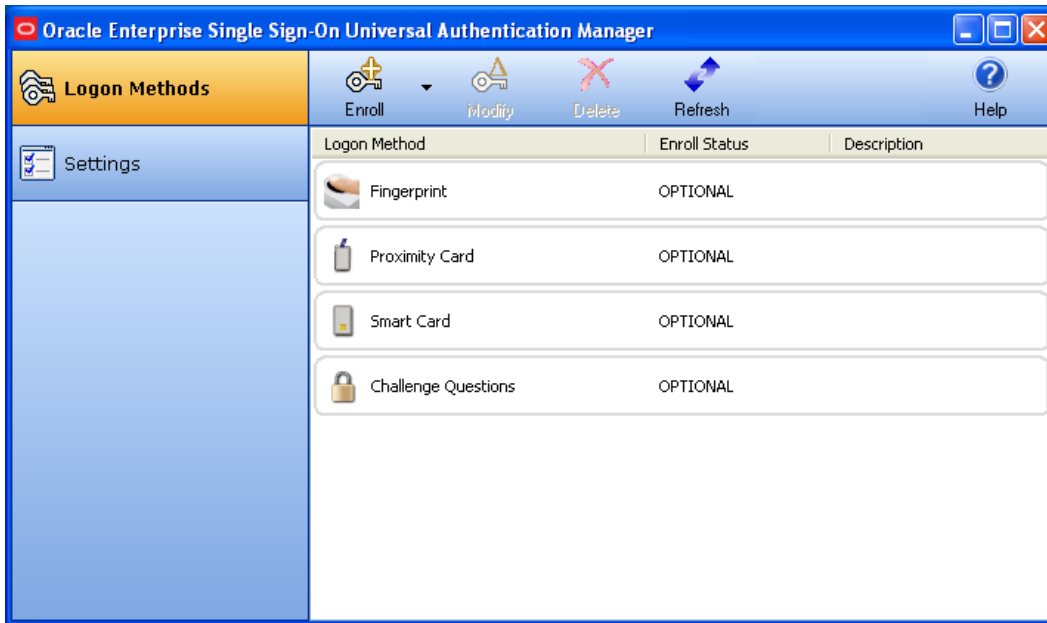 Oracle Enterprise Single Sign-On Universal Authentication Manager
Logon Methods
Settings
Enroll Modify Delete Refresh Help
Logon Method Enroll Status Description
Fingerprint OPTIONAL
Proximity Card OPTIONAL
Smart Card OPTIONAL
Challenge Questions OPTIONAL